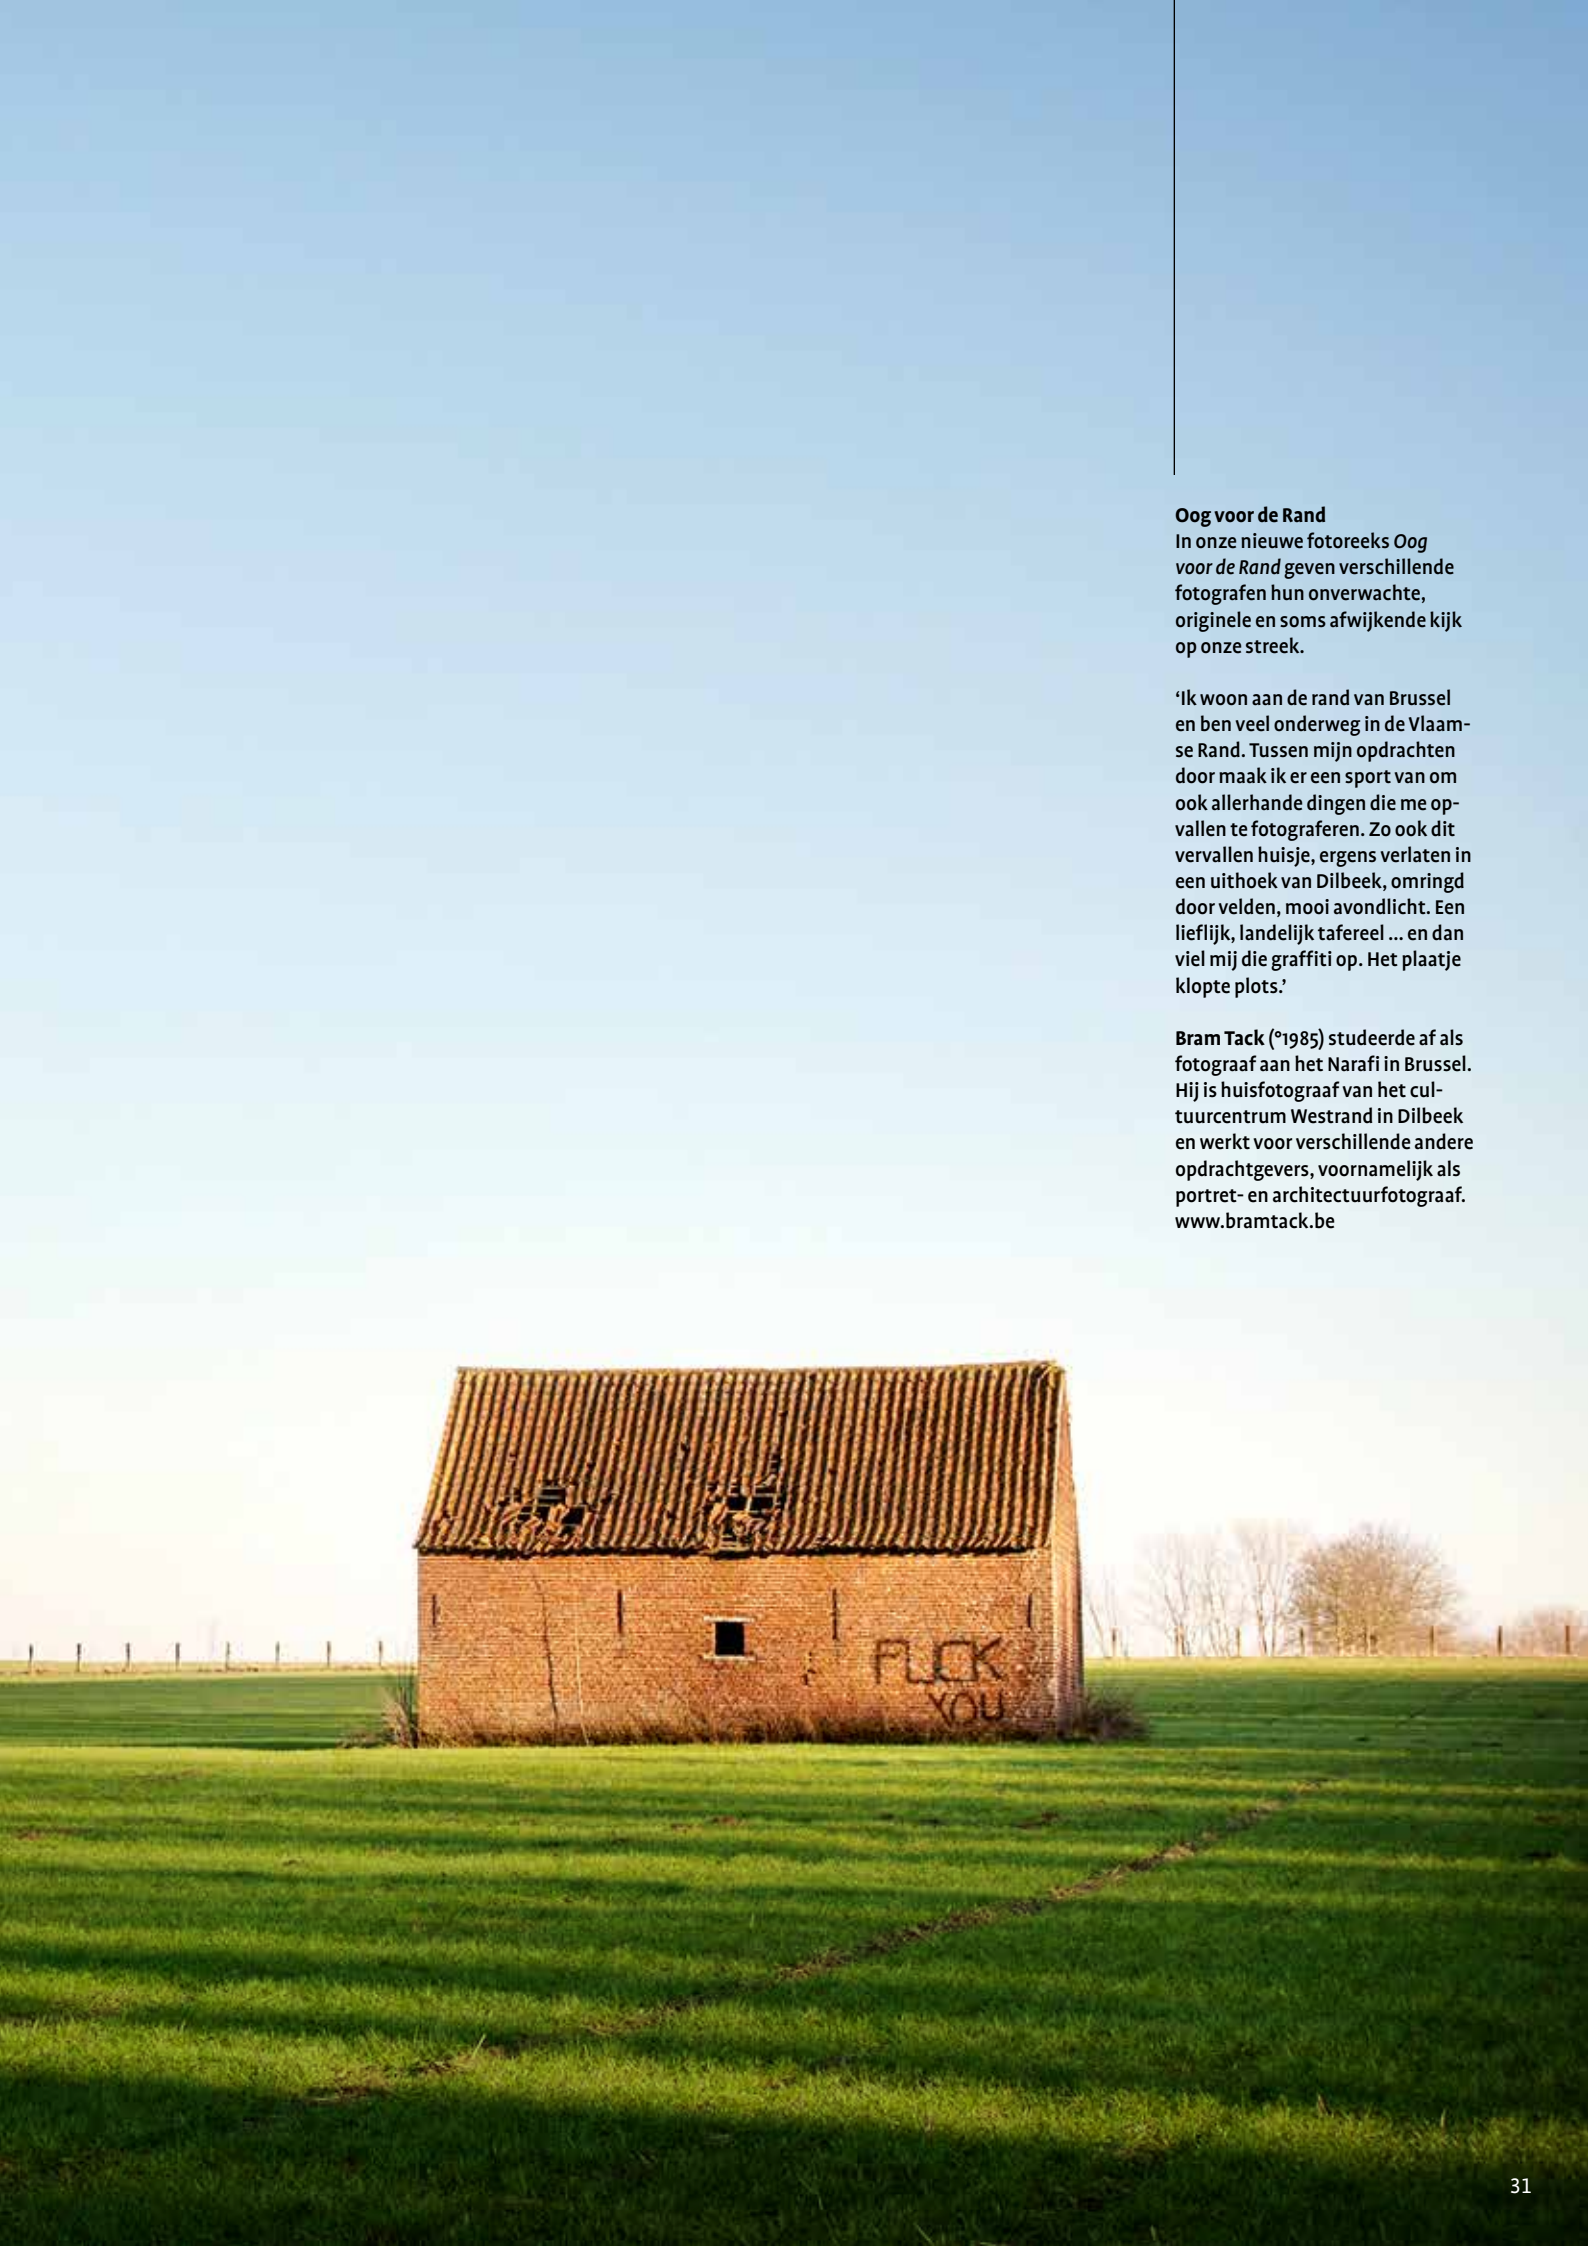 Oog voor de Rand
In onze nieuwe fotoreeks Oog
voor de Rand geven verschillende
fotografen hun onverwachte,
originele en soms afwijkende kijk
op onze streek.
‘Ik woon aan de rand van Brussel
en ben veel onderweg in de Vlaam-
se Rand. Tussen mijn opdrachten
door maak ik er een sport van om
ook allerhande dingen die me op-
vallen te fotograferen. Zo ook dit
vervallen huisje, ergens verlaten in
een uithoek van Dilbeek, omringd
door velden, mooi avondlicht. Een
lieflijk, landelijk tafereel ... en dan
viel mij die graffiti op. Het plaatje
klopte plots.’
Bram Tack (°1985) studeerde af als
fotograaf aan het Narafi in Brussel.
Hij is huisfotograaf van het cul-
tuurcentrum Westrand in Dilbeek
en werkt voor verschillende andere
opdrachtgevers, voornamelijk als
portret- en architectuurfotograaf.
www.bramtack.be
FUCK
YOU
31